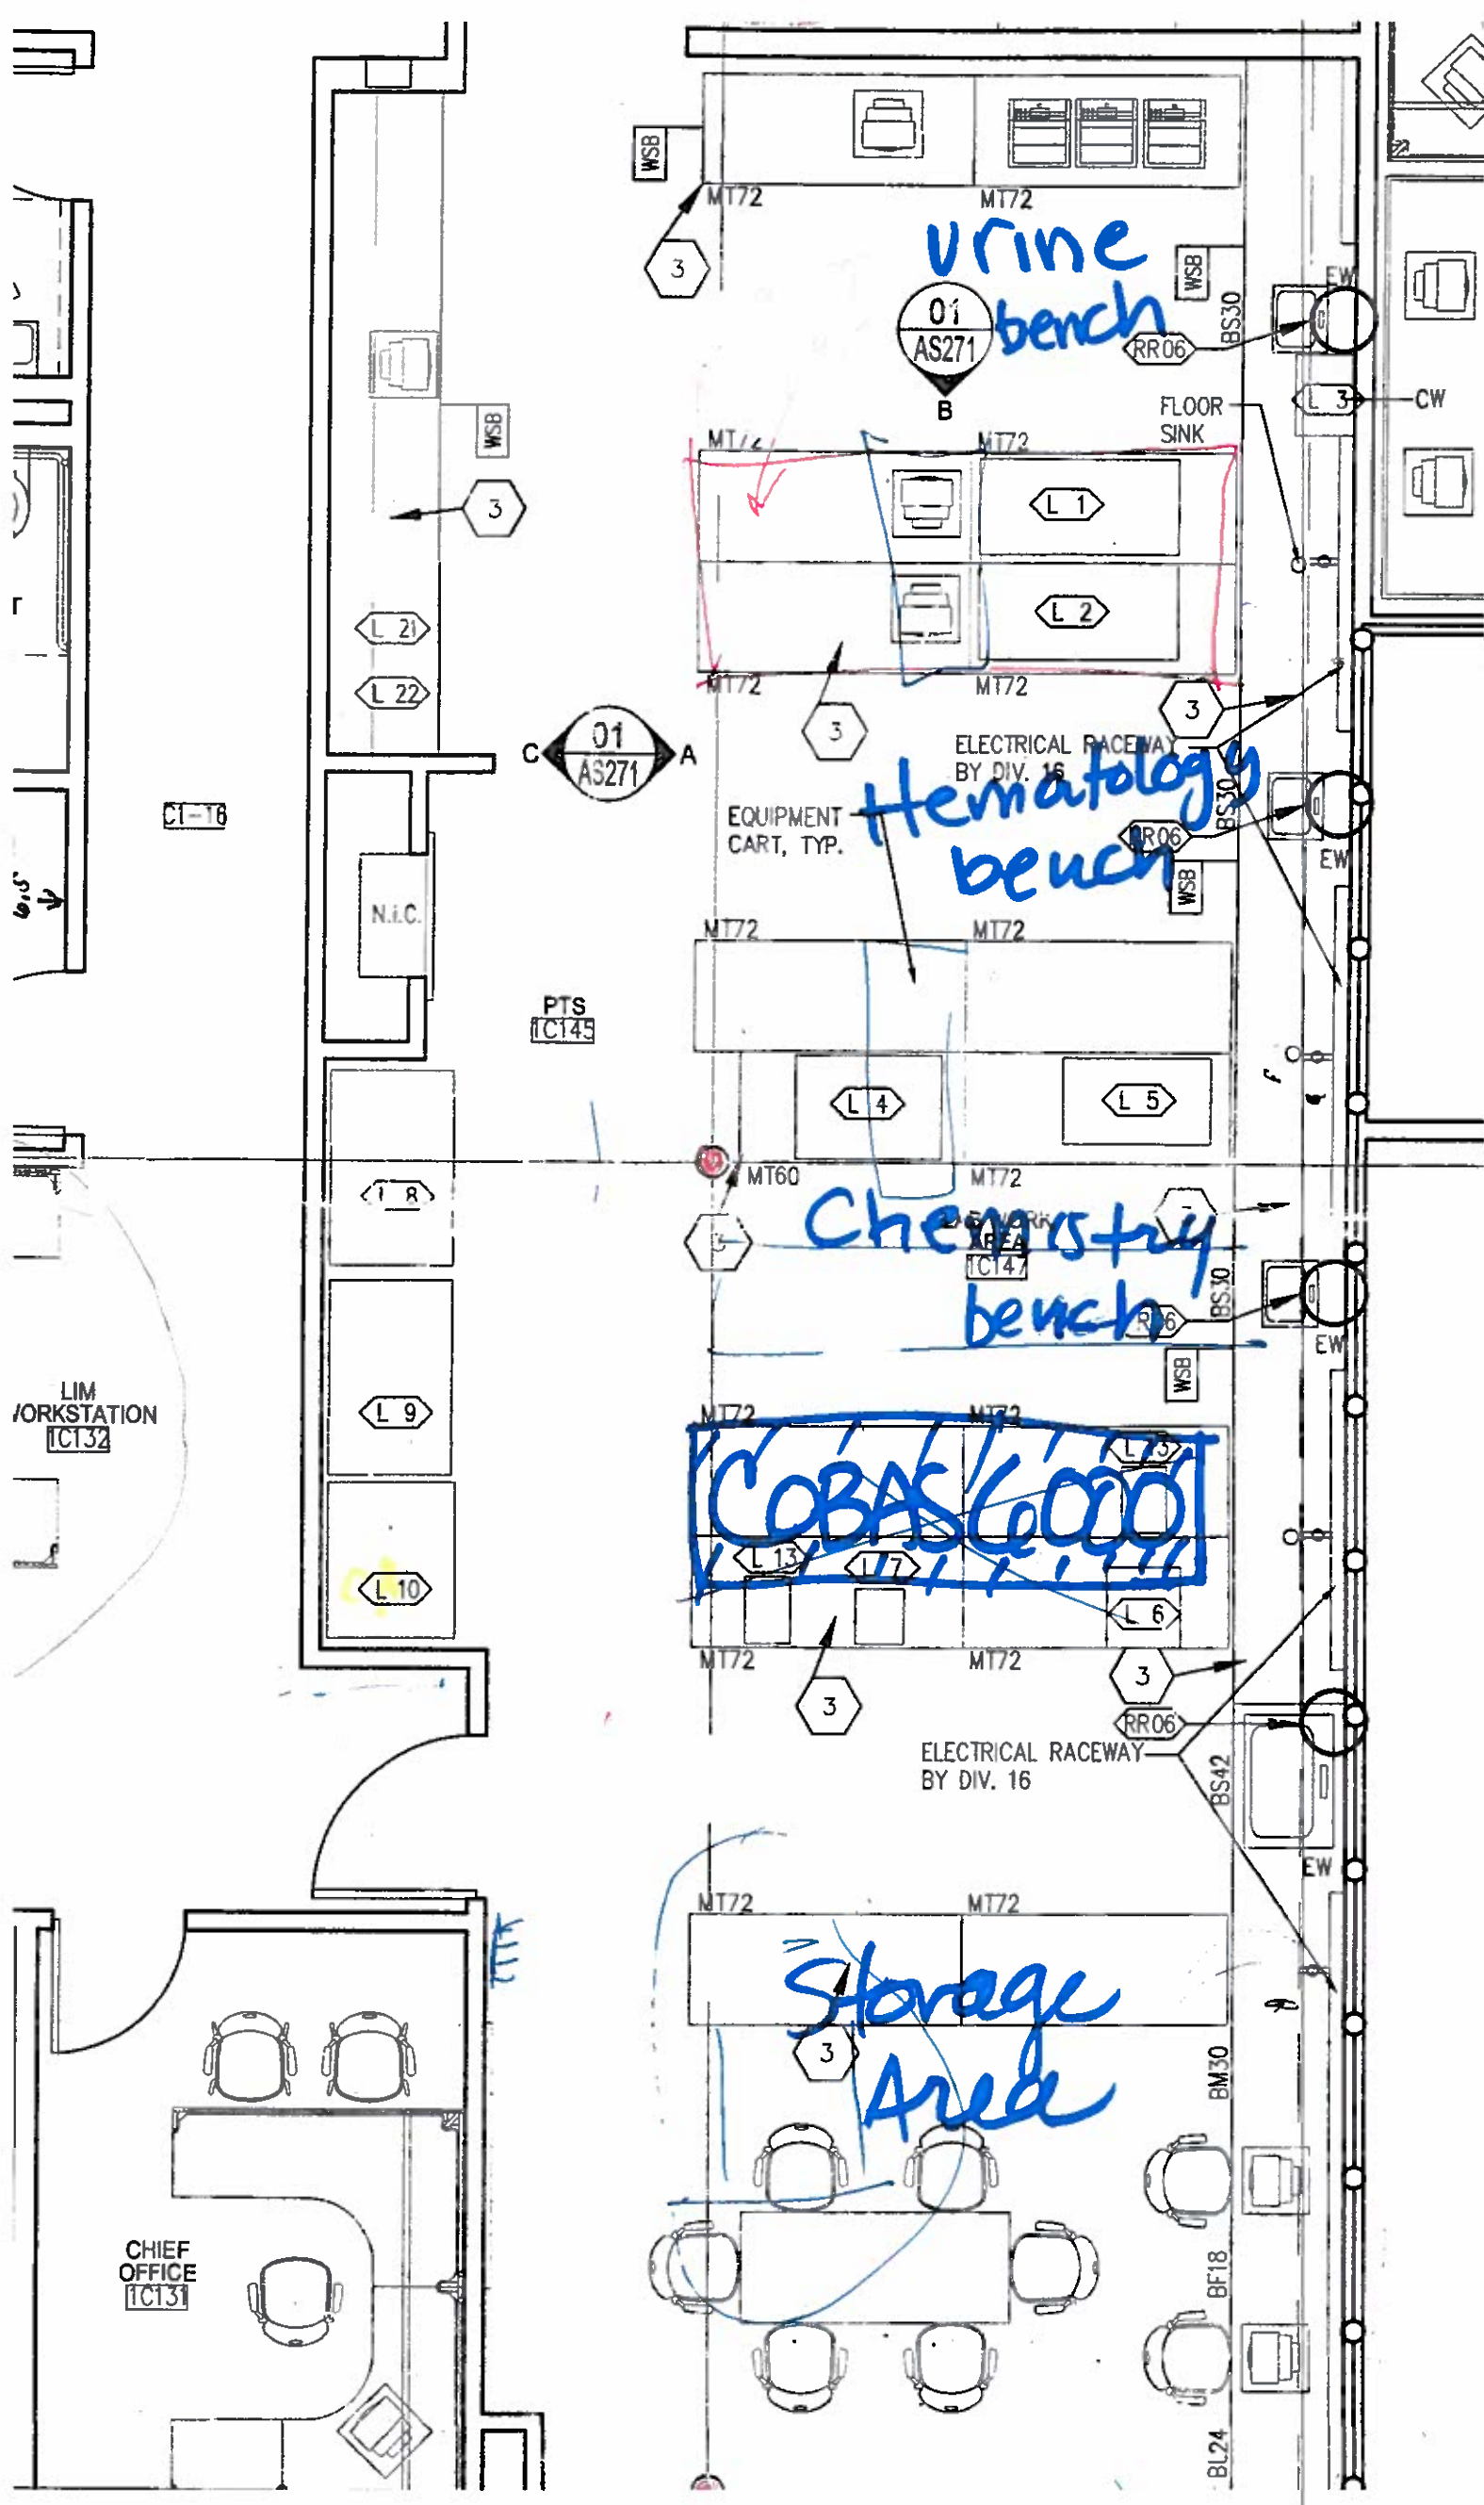 WSB
MT72
MT72
3
urine
bench
WSB
BS30
EW
01
AS271
B
RR06
L 3
CW
FLOOR
SINK
WSB
3
MT72
MT72
L 1
L 2
L 21
L 22
MT72
MT72
3
3
C
01
AS271
A
ELECTRICAL RACEWAY
BY DIV. 16
Hematology
bench
EQUIPMENT
CART, TYP.
BS30
RR06
EW
WSB
C1-16
6.5'
N.I.C.
MT72
MT72
PTS
1C145
L 4
L 5
MT60
MT72
L 8
Chemistry
bench
AREA
1C147
BS30
EW
WSB
LIM
WORKSTATION
1C132
L 9
MT72
MT72
COBAS 6000
L 13
L 7
L 10
L 6
MT72
MT72
3
3
RR06
ELECTRICAL RACEWAY
BY DIV. 16
BS42
EW
MT72
MT72
Storage
Area
3
BM30
CHIEF
OFFICE
1C131
BF18
BL24